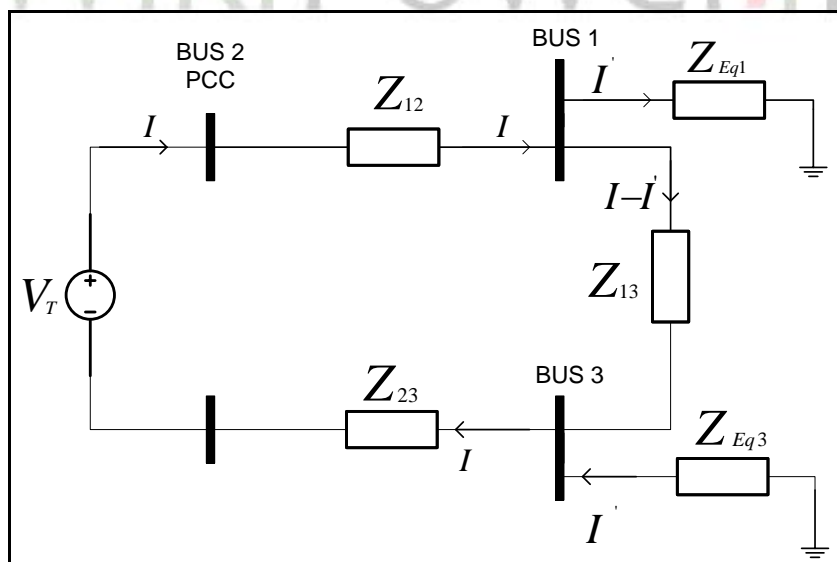 BUS 2
PCC
BUS 1
Z12
I
I
I'
ZEq1
I–I'
Z13
VT
+
–
BUS 3
Z23
I
ZEq3
I'